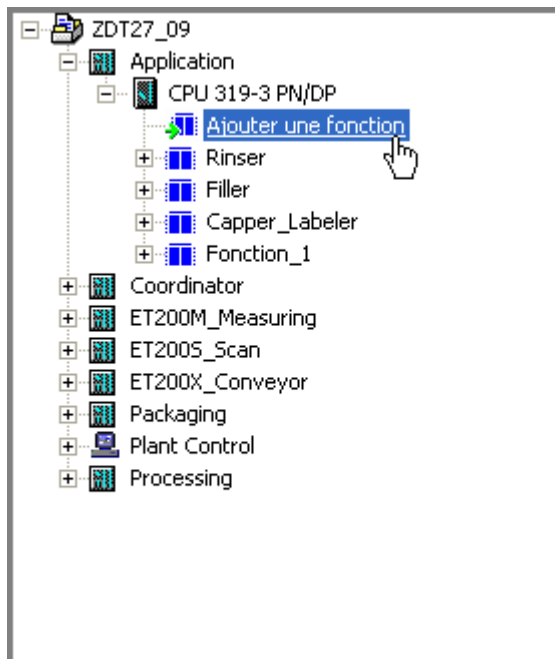 ZDT27_09
Application
CPU 319-3 PN/DP
Ajouter une fonction
Rinser
Filler
Capper_Labeler
Fonction_1
Coordinator
ET200M_Measuring
ET200S_Scan
ET200X_Conveyor
Packaging
Plant Control
Processing